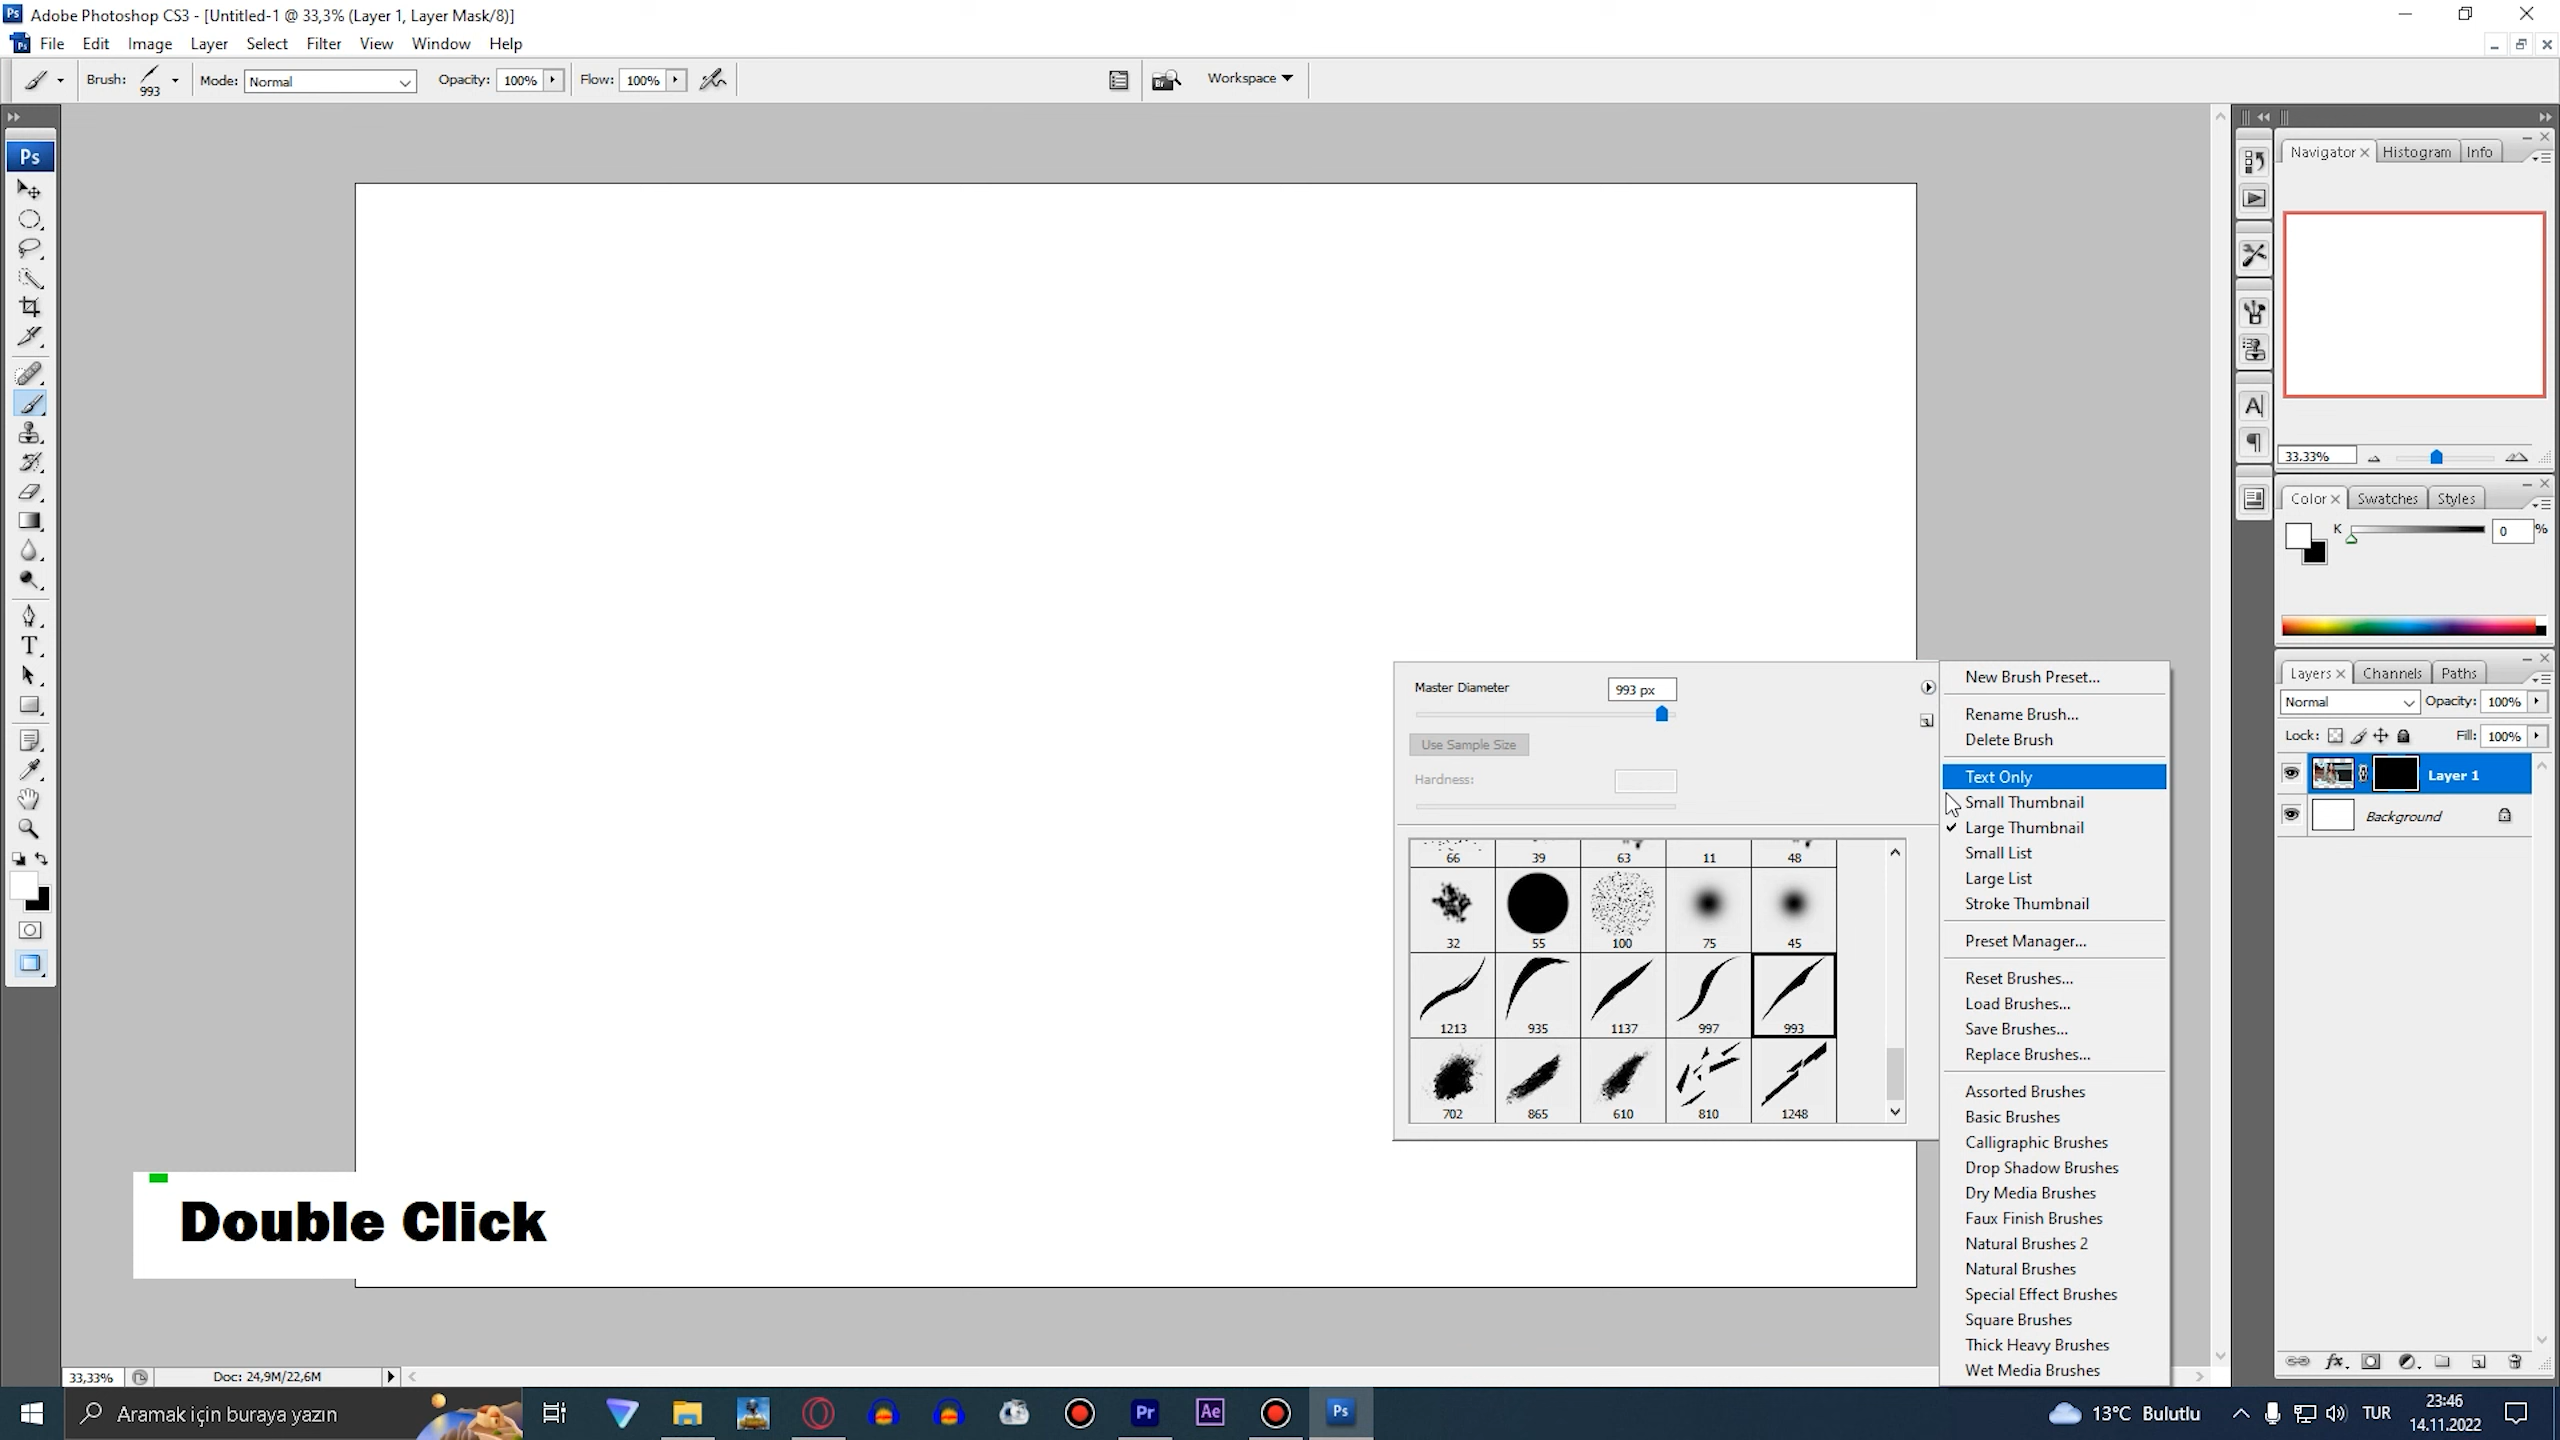 Adobe Photoshop CS3 - [Untitled-1 @ 33,3% (Layer 1, Layer Mask/8)]
File Edit Image Layer Select Filter View Window Help
Brush: 993 Mode: Normal Opacity: 100% Flow: 100% Workspace
Ps
Navigator Histogram Info
33.33%
Color Swatches Styles
K 0 %
Layers Channels Paths
Normal Opacity: 100%
Lock: Fill: 100%
Layer 1
Background
Master Diameter 993 px
Use Sample Size
Hardness:
66 39 63 11 48
32 55 100 75 45
1213 935 1137 997 993
702 865 610 810 1248
New Brush Preset...
Rename Brush...
Delete Brush
Text Only
Small Thumbnail
Large Thumbnail
Small List
Large List
Stroke Thumbnail
Preset Manager...
Reset Brushes...
Load Brushes...
Save Brushes...
Replace Brushes...
Assorted Brushes
Basic Brushes
Calligraphic Brushes
Drop Shadow Brushes
Dry Media Brushes
Faux Finish Brushes
Natural Brushes 2
Natural Brushes
Special Effect Brushes
Square Brushes
Thick Heavy Brushes
Wet Media Brushes
Double Click
33,33% Doc: 24,9M/22,6M
Aramak için buraya yazın
Pr Ae Ps
13°C Bulutlu TUR 23:46
14.11.2022